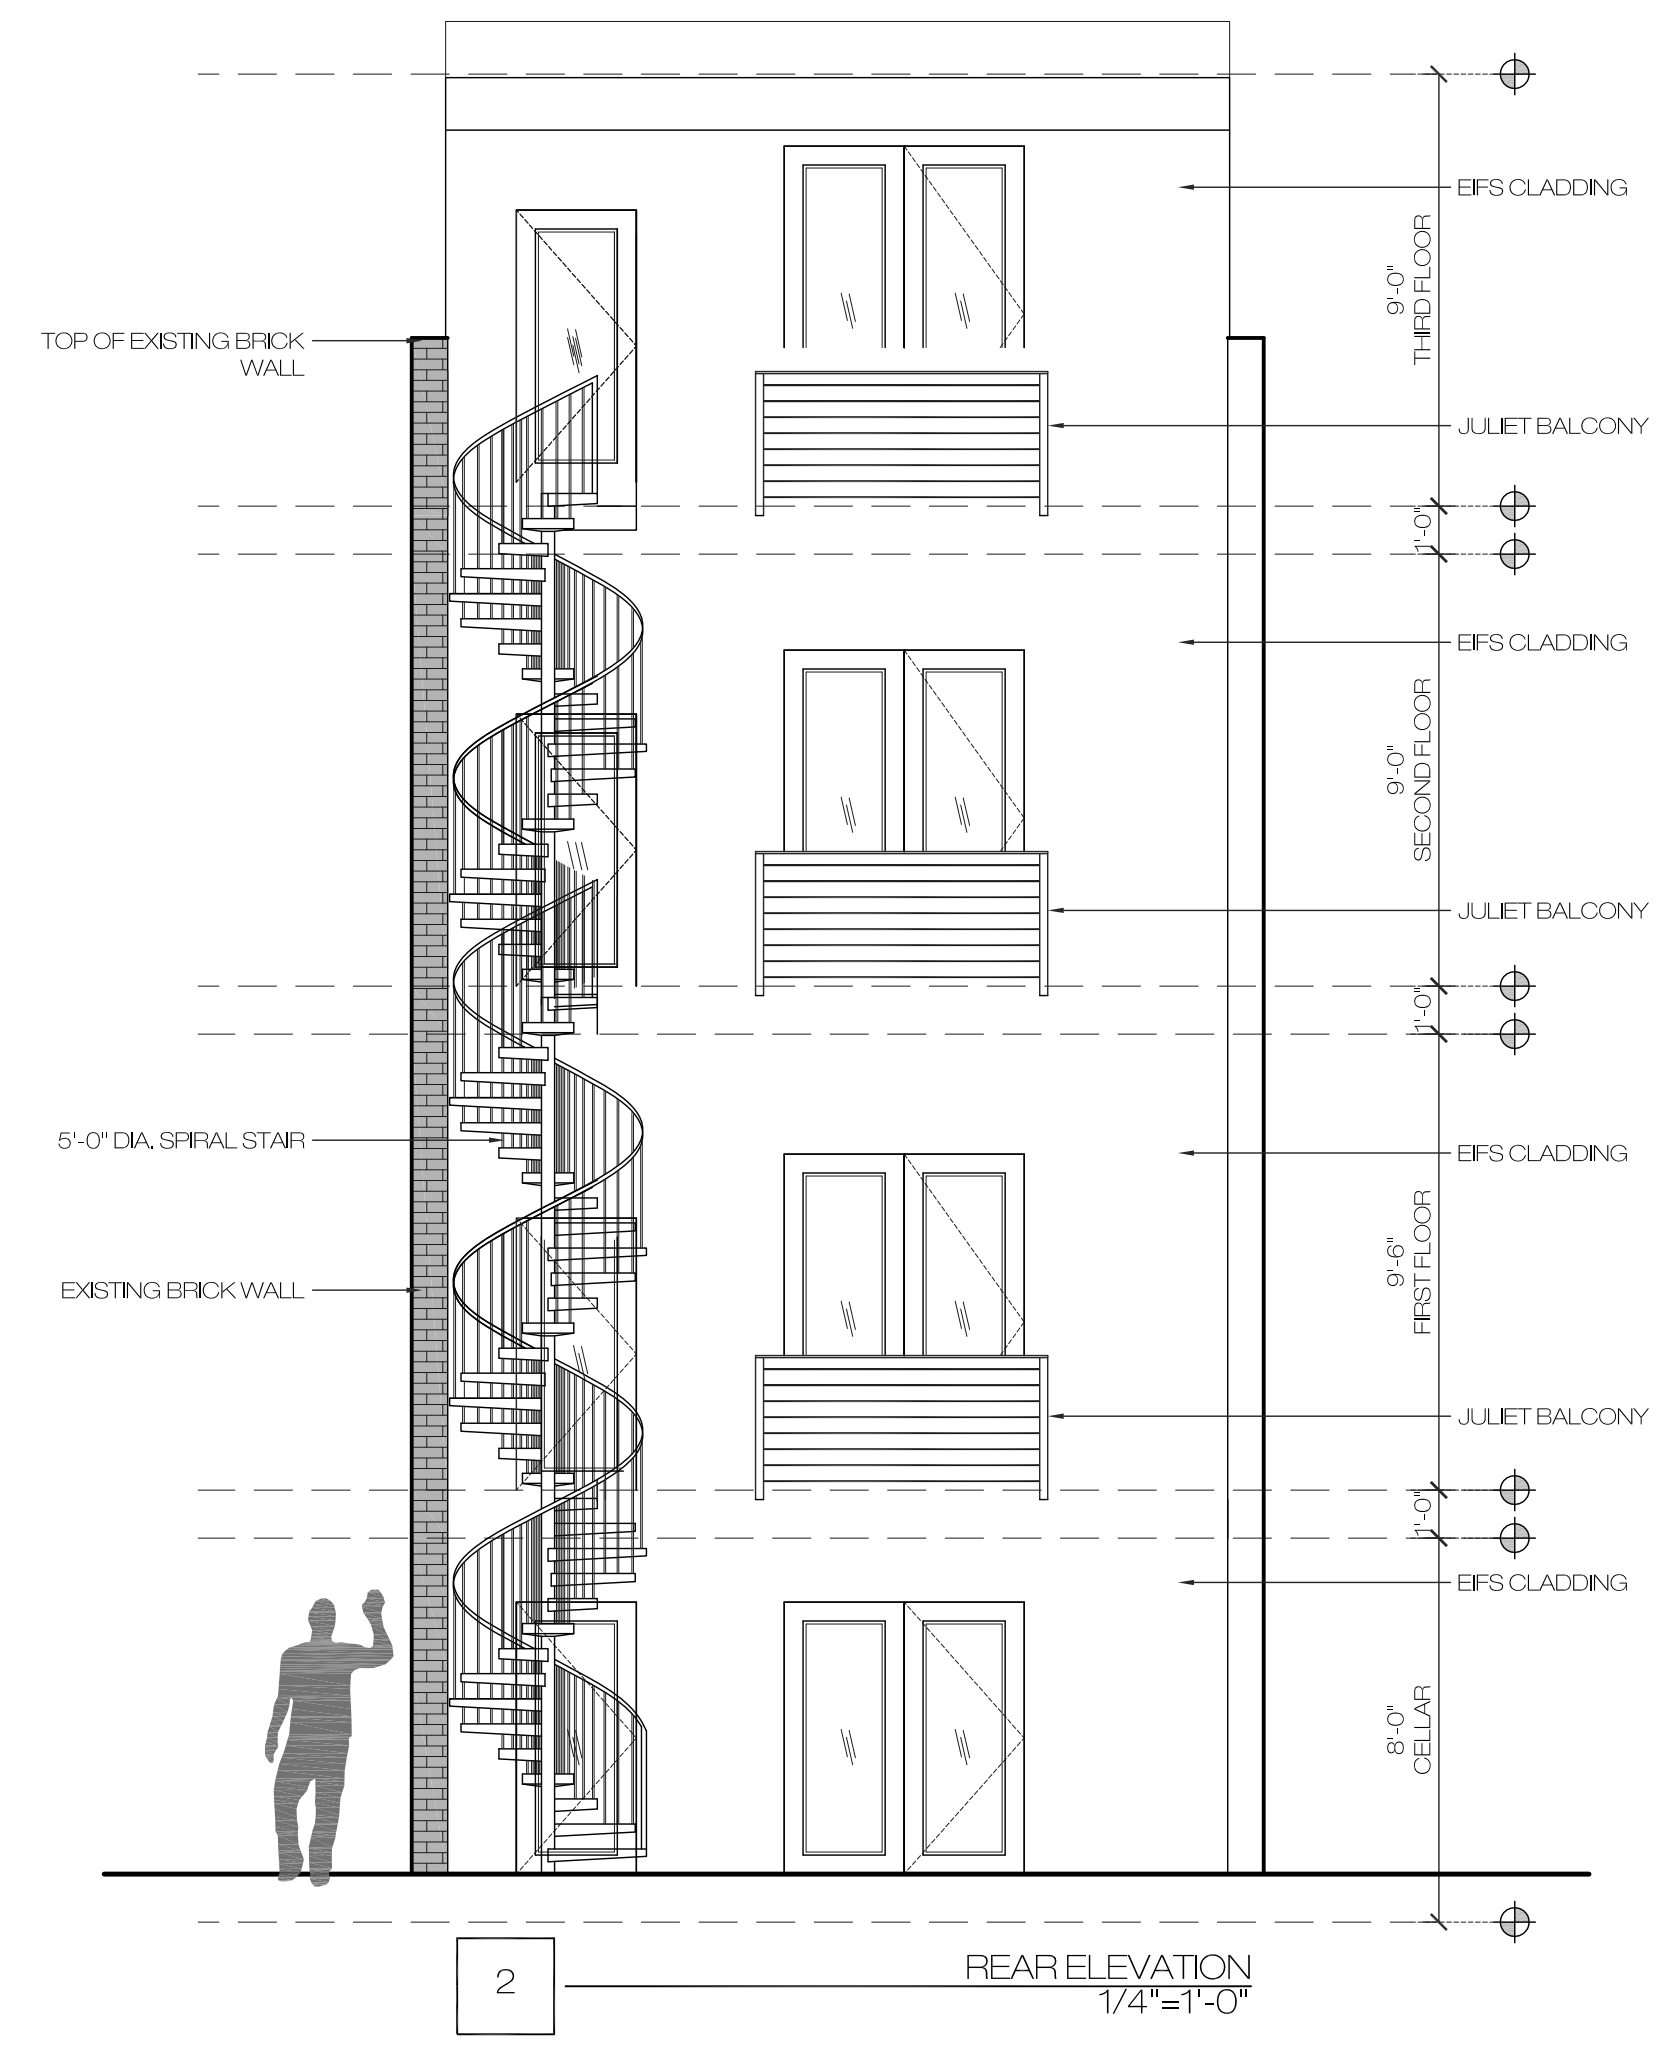 EIFS CLADDING
9'-0"
THIRD FLOOR
TOP OF EXISTING BRICK
WALL
JULIET BALCONY
1'-0"
EIFS CLADDING
9'-0"
SECOND FLOOR
JULIET BALCONY
1'-0"
5'-0" DIA. SPIRAL STAIR
EIFS CLADDING
9'-6"
FIRST FLOOR
EXISTING BRICK WALL
JULIET BALCONY
1'-0"
EIFS CLADDING
8'-0"
CELLAR
2
REAR ELEVATION
1/4"=1'-0"